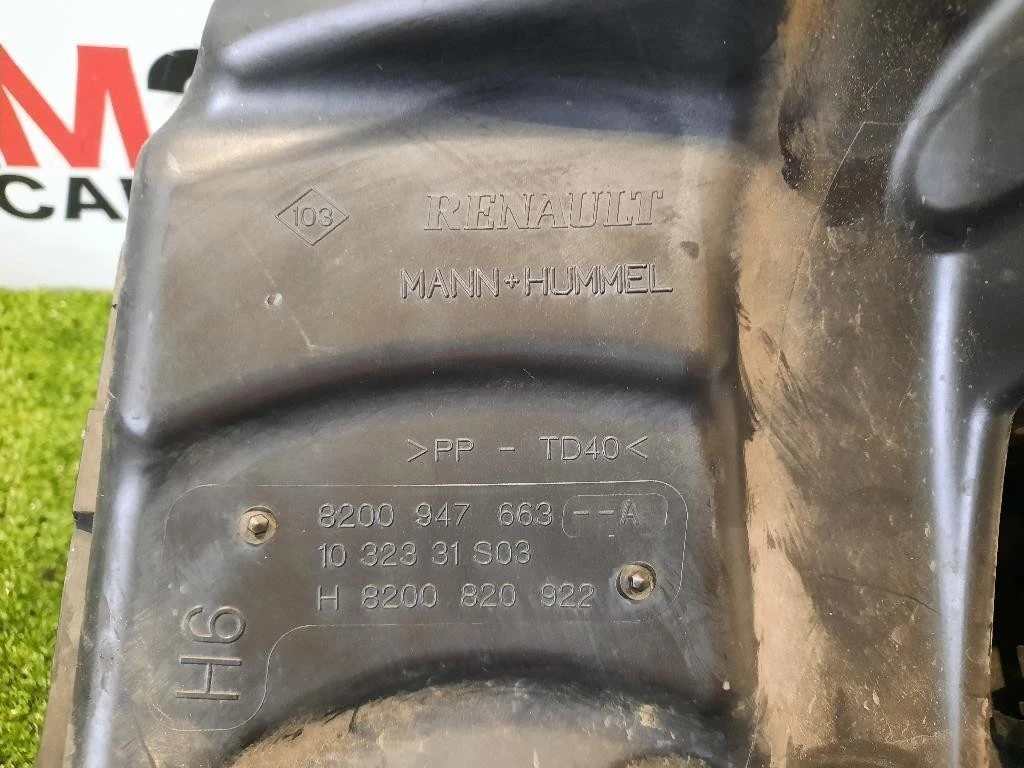 103
RENAULT
MANN+HUMMEL
>PP - TD40<
8200 947 663 --A
10 323 31 S03
H 8200 820 922
H6